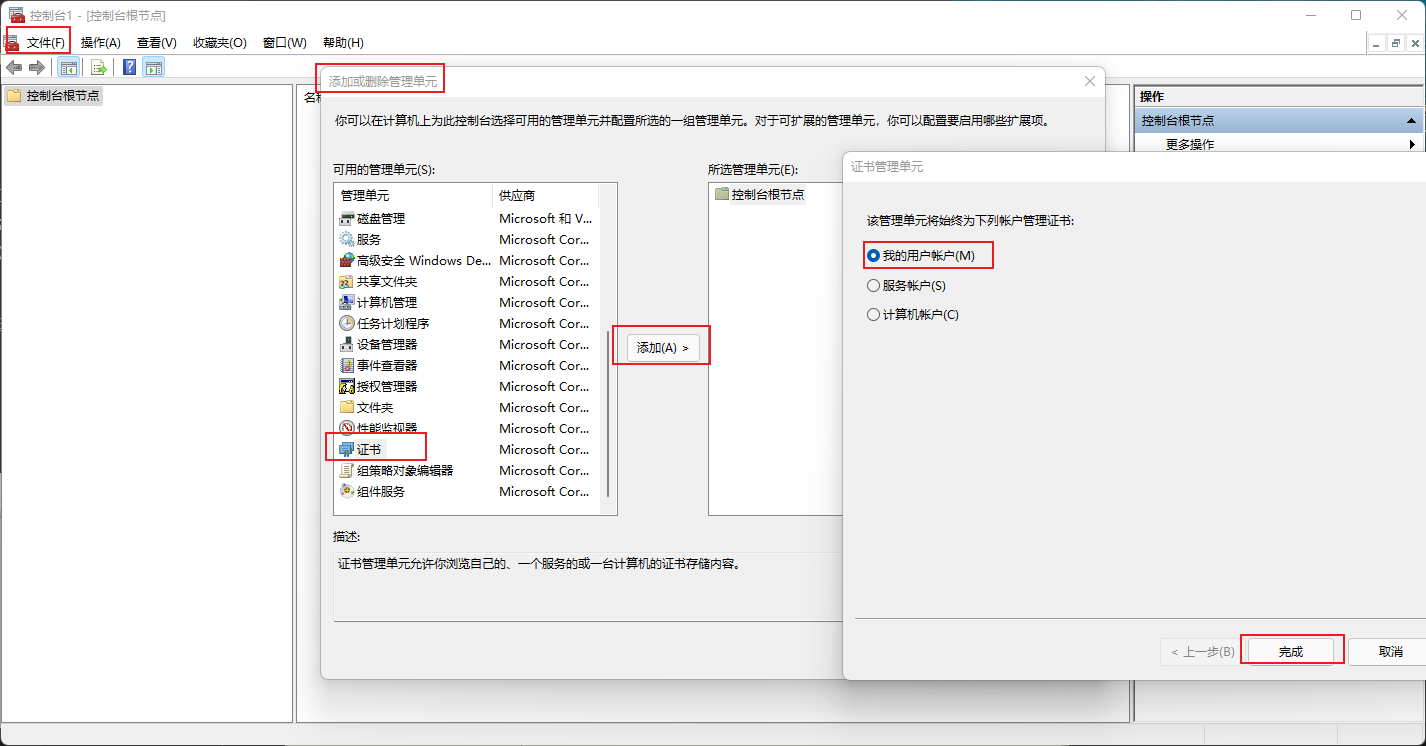 控制台1 - [控制台根节点]
文件(F) 操作(A) 查看(V) 收藏夹(O) 窗口(W) 帮助(H)
控制台根节点
添加或删除管理单元
你可以在计算机上为此控制台选择可用的管理单元并配置所选的一组管理单元。对于可扩展的管理单元，你可以配置要启用哪些扩展项。
可用的管理单元(S):
管理单元 供应商
磁盘管理 Microsoft 和 V...
服务 Microsoft Cor...
高级安全 Windows De... Microsoft Cor...
共享文件夹 Microsoft Cor...
计算机管理 Microsoft Cor...
任务计划程序 Microsoft Cor...
设备管理器 Microsoft Cor...
事件查看器 Microsoft Cor...
授权管理器 Microsoft Cor...
文件夹 Microsoft Cor...
性能监视器 Microsoft Cor...
证书 Microsoft Cor...
组策略对象编辑器 Microsoft Cor...
组件服务 Microsoft Cor...
添加(A) >
所选管理单元(E):
控制台根节点
描述:
证书管理单元允许你浏览自己的、一个服务的或一台计算机的证书存储内容。
操作
控制台根节点
更多操作
证书管理单元
该管理单元将始终为下列帐户管理证书:
我的用户帐户(M)
服务帐户(S)
计算机帐户(C)
< 上一步(B) 完成 取消